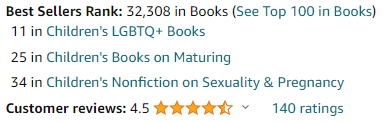 Best Sellers Rank: 32,308 in Books (See Top 100 in Books)
11 in Children's LGBTQ+ Books
25 in Children's Books on Maturing
34 in Children's Nonfiction on Sexuality & Pregnancy
Customer reviews: 4.5 140 ratings